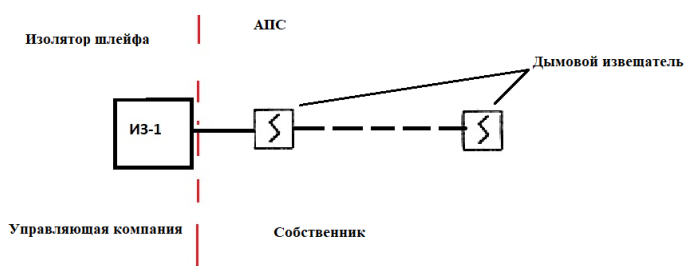 АПС
Изолятор шлейфа
Дымовой извещатель
ИЗ-1
Управляющая компания
Собственник